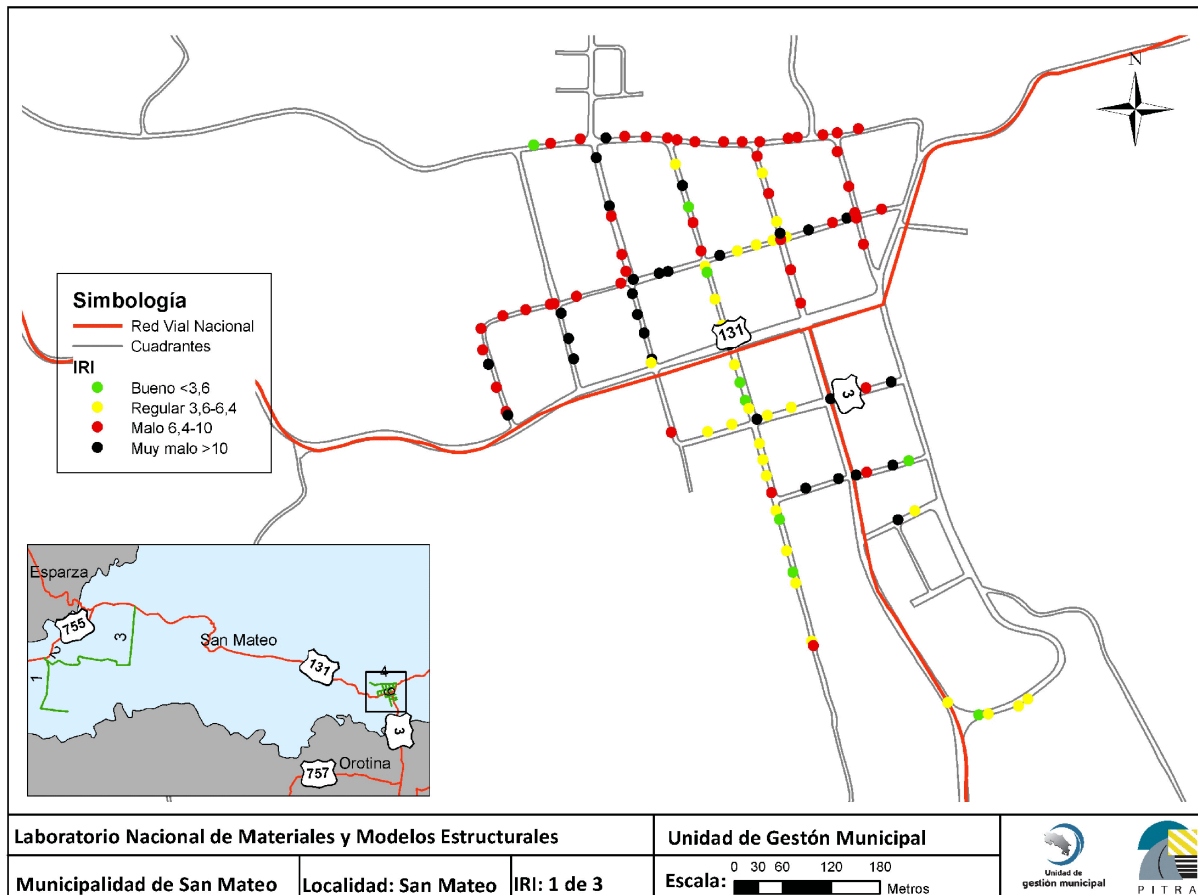 N
131
3
Simbología
Red Vial Nacional
Cuadrantes
IRI
Bueno <3,6
Regular 3,6-6,4
Malo 6,4-10
Muy malo >10
Esparza
755
2
3
1
San Mateo
131
4
6
3
757
Orotina
Laboratorio Nacional de Materiales y Modelos Estructurales
Unidad de Gestón Municipal
Municipalidad de San Mateo
Localidad: San Mateo
IRI: 1 de 3
Escala:
0 30 60 120 180
Metros
Unidad de
gestión municipal
PITRA